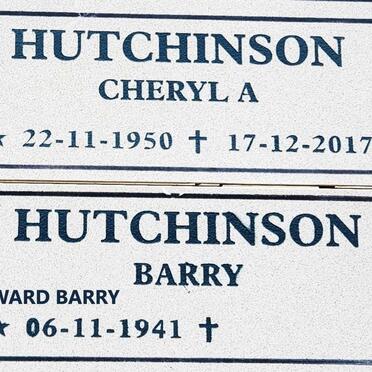 HUTCHINSON
CHERYL A
★ 22-11-1950 ✝ 17-12-2017
HUTCHINSON
BARRY
WARD BARRY
★ 06-11-1941 ✝